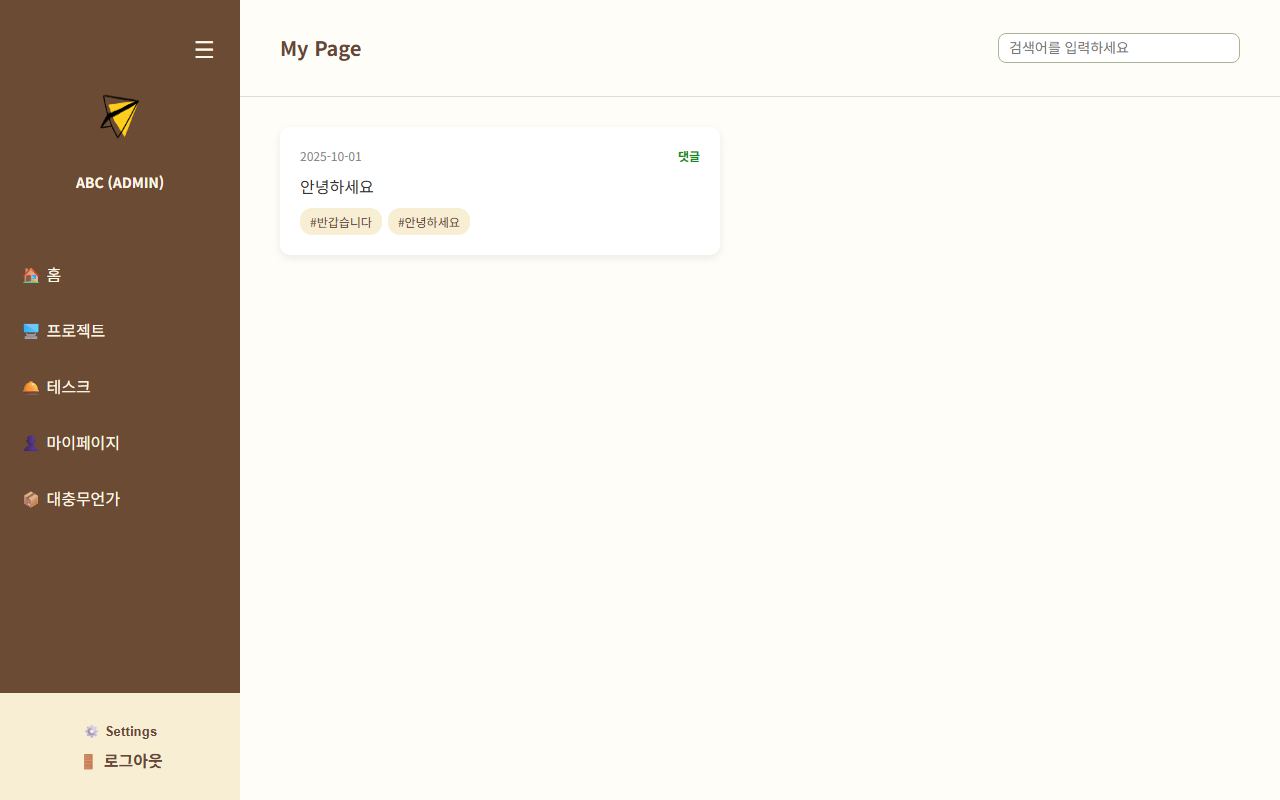 ☰
ABC (ADMIN)
홈
프로젝트
테스크
마이페이지
대충무언가
Settings
로그아웃
My Page
검색어를 입력하세요
2025-10-01 댓글
안녕하세요
#반갑습니다 #안녕하세요